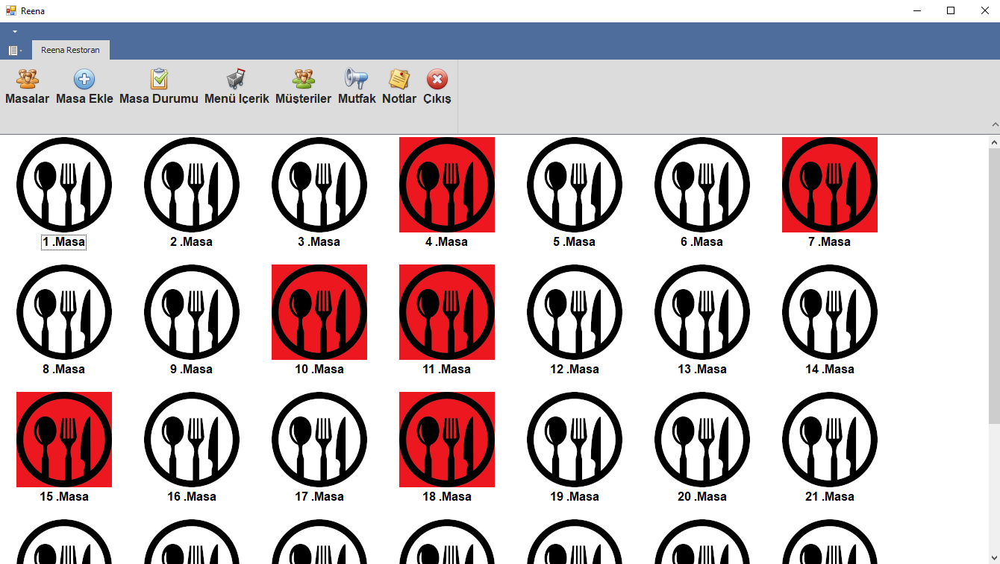 Reena
Reena Restoran
Masalar Masa Ekle Masa Durumu Menü İçerik Müşteriler Mutfak Notlar Çıkış
1 .Masa 2 .Masa 3 .Masa 4 .Masa 5 .Masa 6 .Masa 7 .Masa
8 .Masa 9 .Masa 10 .Masa 11 .Masa 12 .Masa 13 .Masa 14 .Masa
15 .Masa 16 .Masa 17 .Masa 18 .Masa 19 .Masa 20 .Masa 21 .Masa